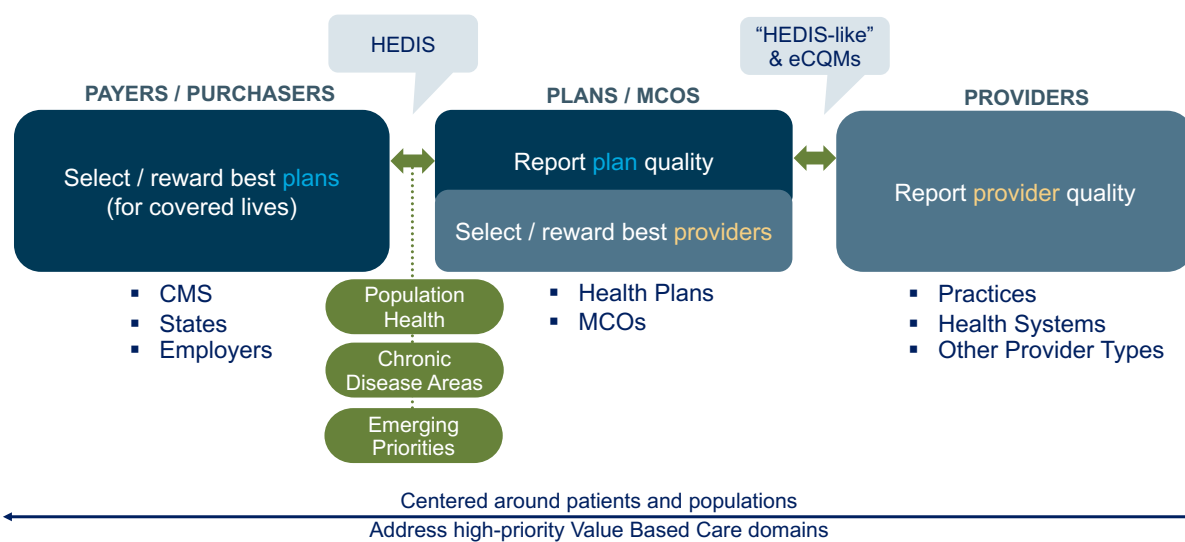 HEDIS
“HEDIS-like”
& eCQMs
PAYERS / PURCHASERS
PLANS / MCOS
PROVIDERS
Select / reward best plans
(for covered lives)
Report plan quality
Select / reward best providers
Report provider quality
▪ CMS
▪ States
▪ Employers
Population
Health
Chronic
Disease Areas
Emerging
Priorities
▪ Health Plans
▪ MCOs
▪ Practices
▪ Health Systems
▪ Other Provider Types
Centered around patients and populations
Address high-priority Value Based Care domains